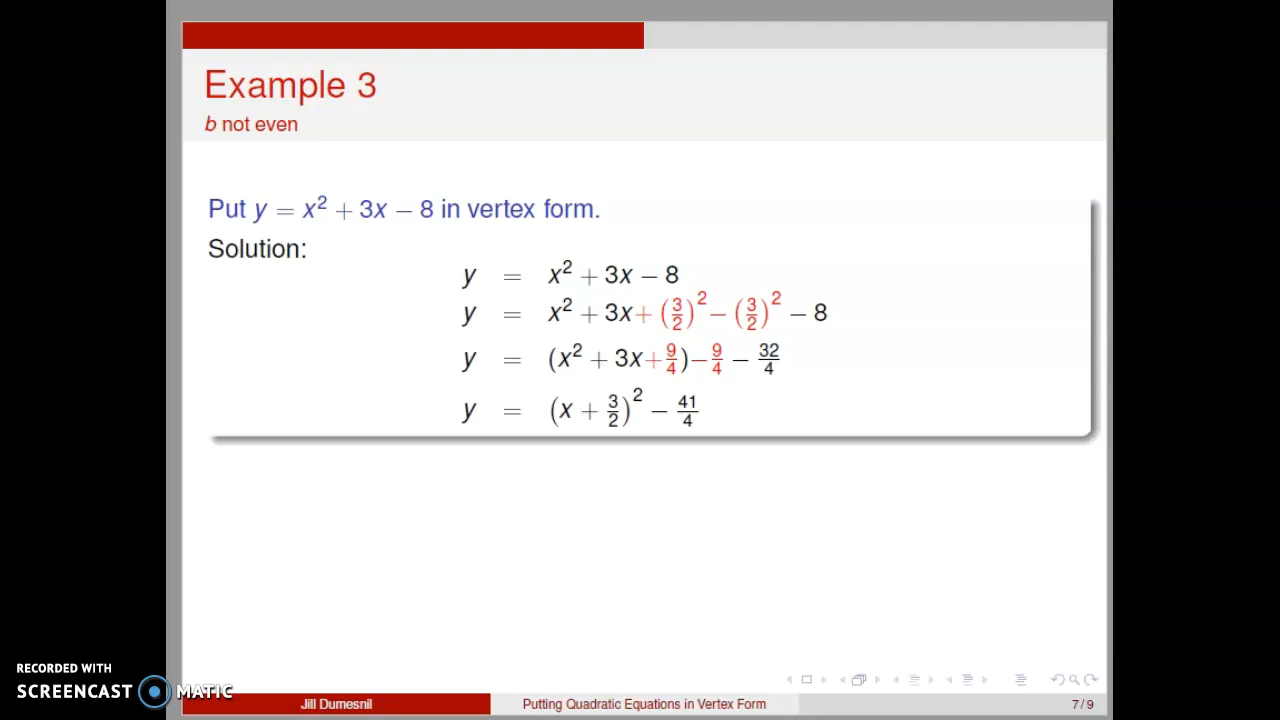 Example 3
b not even
Put y = x² + 3x − 8 in vertex form.
Solution:
y = x² + 3x − 8
y = x² + 3x + (3/2)² − (3/2)² − 8
y = (x² + 3x + 9/4) − 9/4 − 32/4
y = (x + 3/2)² − 41/4
RECORDED WITH
SCREENCAST MATIC
Jill Dumesnil Putting Quadratic Equations in Vertex Form 7 / 9